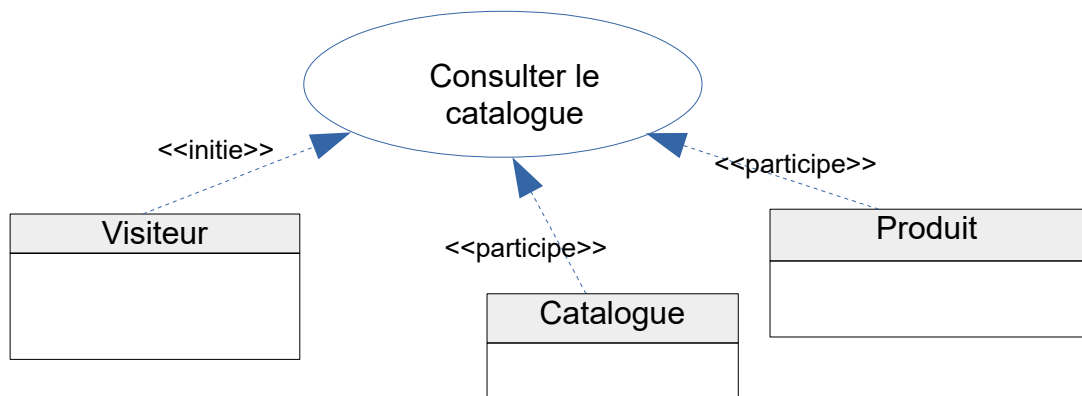 Consulter le
catalogue
<<initie>>
<<participe>>
Visiteur
Produit
<<participe>>
Catalogue